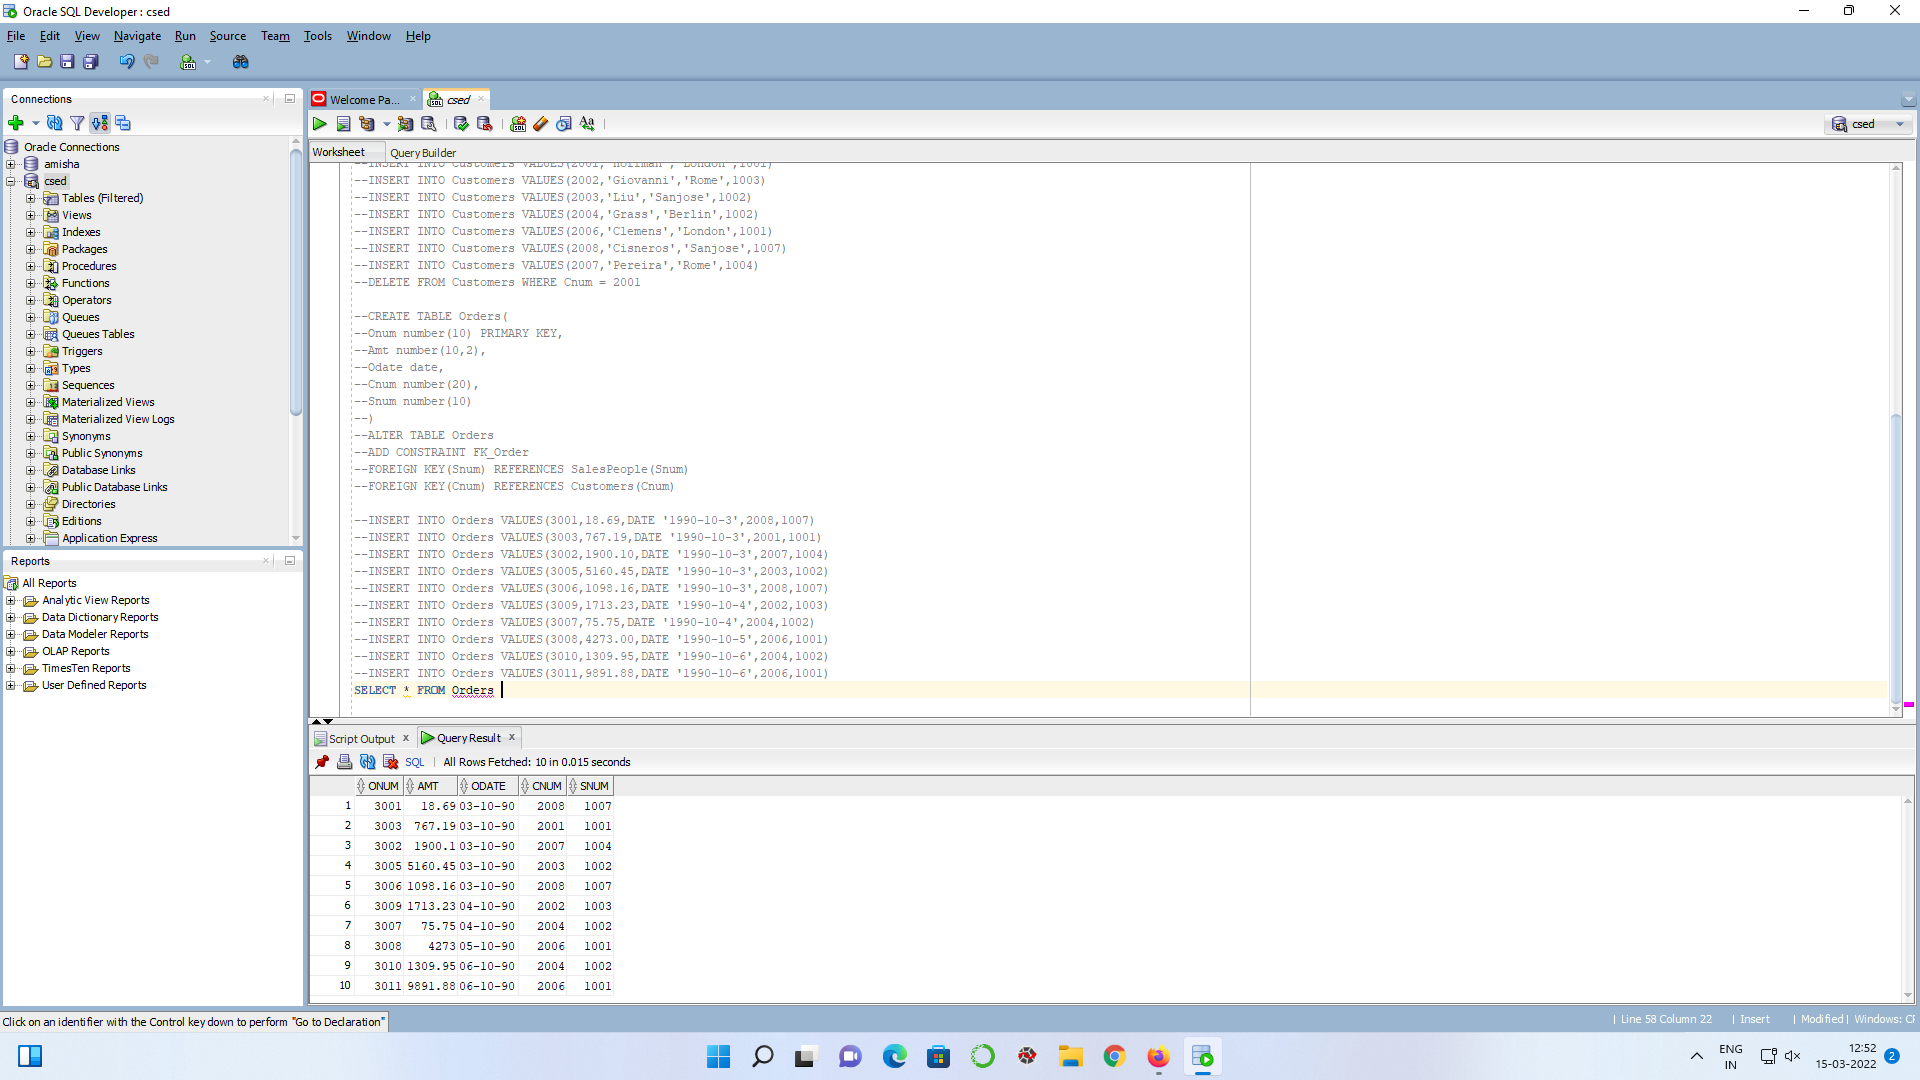 Oracle SQL Developer : csed
File Edit View Navigate Run Source Team Tools Window Help
Connections
Oracle Connections
amisha
csed
Tables (Filtered)
Views
Indexes
Packages
Procedures
Functions
Operators
Queues
Queues Tables
Triggers
Types
Sequences
Materialized Views
Materialized View Logs
Synonyms
Public Synonyms
Database Links
Public Database Links
Directories
Editions
Application Express
Reports
All Reports
Analytic View Reports
Data Dictionary Reports
Data Modeler Reports
OLAP Reports
TimesTen Reports
User Defined Reports
Welcome Pa... csed
csed
Worksheet Query Builder
--INSERT INTO Customers VALUES(2001,'Hoffman','London',1001)
--INSERT INTO Customers VALUES(2002,'Giovanni','Rome',1003)
--INSERT INTO Customers VALUES(2003,'Liu','Sanjose',1002)
--INSERT INTO Customers VALUES(2004,'Grass','Berlin',1002)
--INSERT INTO Customers VALUES(2006,'Clemens','London',1001)
--INSERT INTO Customers VALUES(2008,'Cisneros','Sanjose',1007)
--INSERT INTO Customers VALUES(2007,'Pereira','Rome',1004)
--DELETE FROM Customers WHERE Cnum = 2001
--CREATE TABLE Orders(
--Onum number(10) PRIMARY KEY,
--Amt number(10,2),
--Odate date,
--Cnum number(20),
--Snum number(10)
--)
--ALTER TABLE Orders
--ADD CONSTRAINT FK_Order
--FOREIGN KEY(Snum) REFERENCES SalesPeople(Snum)
--FOREIGN KEY(Cnum) REFERENCES Customers(Cnum)
--INSERT INTO Orders VALUES(3001,18.69,DATE '1990-10-3',2008,1007)
--INSERT INTO Orders VALUES(3003,767.19,DATE '1990-10-3',2001,1001)
--INSERT INTO Orders VALUES(3002,1900.10,DATE '1990-10-3',2007,1004)
--INSERT INTO Orders VALUES(3005,5160.45,DATE '1990-10-3',2003,1002)
--INSERT INTO Orders VALUES(3006,1098.16,DATE '1990-10-3',2008,1007)
--INSERT INTO Orders VALUES(3009,1713.23,DATE '1990-10-4',2002,1003)
--INSERT INTO Orders VALUES(3007,75.75,DATE '1990-10-4',2004,1002)
--INSERT INTO Orders VALUES(3008,4273.00,DATE '1990-10-5',2006,1001)
--INSERT INTO Orders VALUES(3010,1309.95,DATE '1990-10-6',2004,1002)
--INSERT INTO Orders VALUES(3011,9891.88,DATE '1990-10-6',2006,1001)
SELECT * FROM Orders
Script Output Query Result
SQL All Rows Fetched: 10 in 0.015 seconds
ONUM AMT ODATE CNUM SNUM
1 3001 18.69 03-10-90 2008 1007
2 3003 767.19 03-10-90 2001 1001
3 3002 1900.1 03-10-90 2007 1004
4 3005 5160.45 03-10-90 2003 1002
5 3006 1098.16 03-10-90 2008 1007
6 3009 1713.23 04-10-90 2002 1003
7 3007 75.75 04-10-90 2004 1002
8 3008 4273 05-10-90 2006 1001
9 3010 1309.95 06-10-90 2004 1002
10 3011 9891.88 06-10-90 2006 1001
Click on an identifier with the Control key down to perform "Go to Declaration"
Line 58 Column 22 | Insert | Modified | Windows: CF
ENG IN 12:52
15-03-2022 2